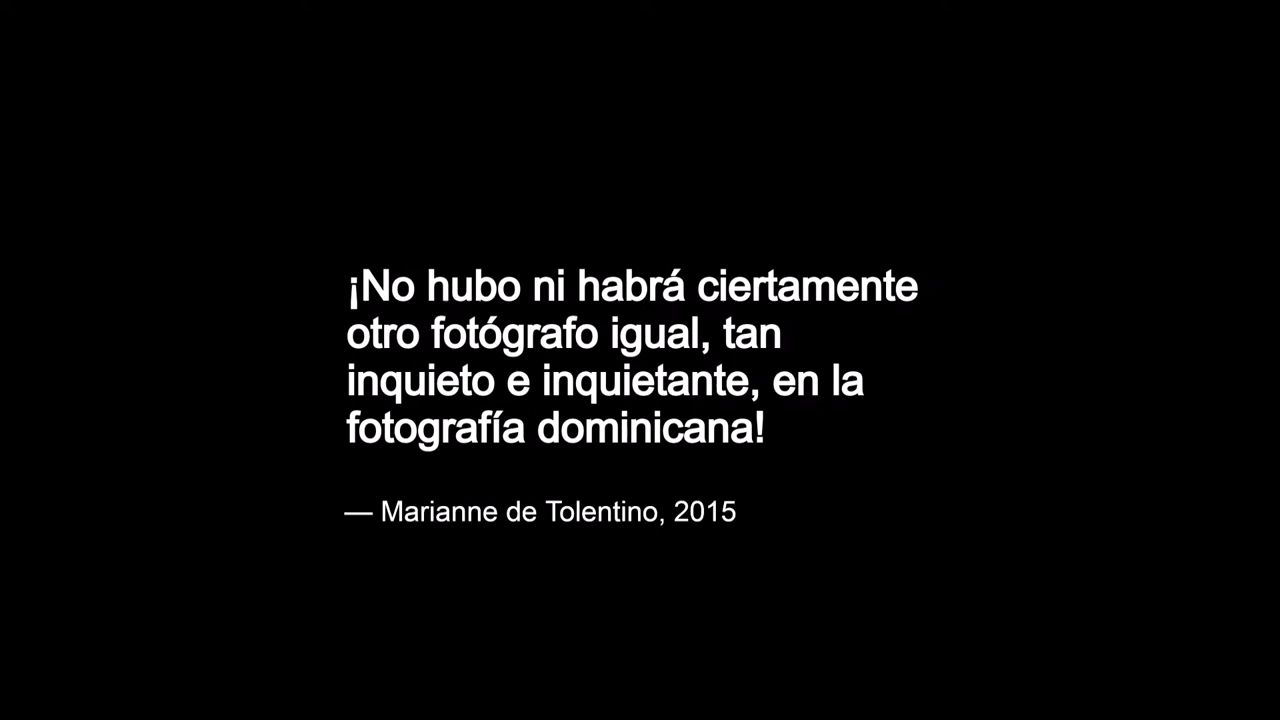 ¡No hubo ni habrá ciertamente
otro fotógrafo igual, tan
inquieto e inquietante, en la
fotografía dominicana!
— Marianne de Tolentino, 2015